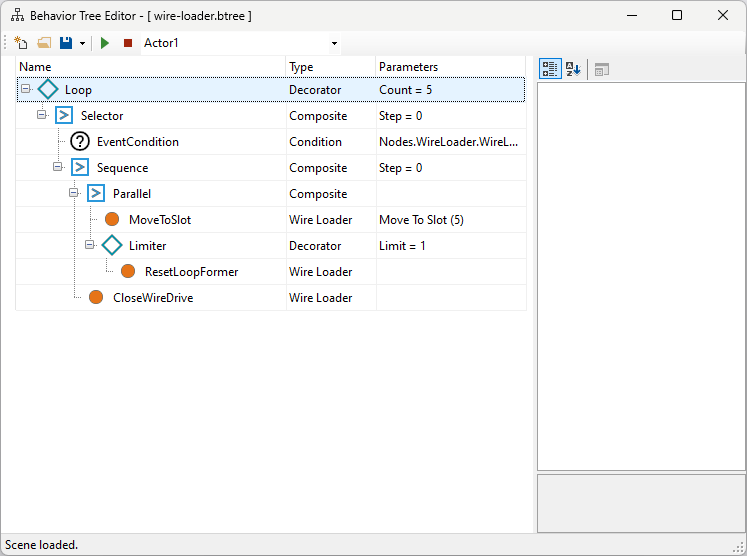 Behavior Tree Editor - [ wire-loader.btree ]
Actor1
Name Type Parameters
Loop Decorator Count = 5
Selector Composite Step = 0
EventCondition Condition Nodes.WireLoader.WireL...
Sequence Composite Step = 0
Parallel Composite
MoveToSlot Wire Loader Move To Slot (5)
Limiter Decorator Limit = 1
ResetLoopFormer Wire Loader
CloseWireDrive Wire Loader
A
Z
Scene loaded.